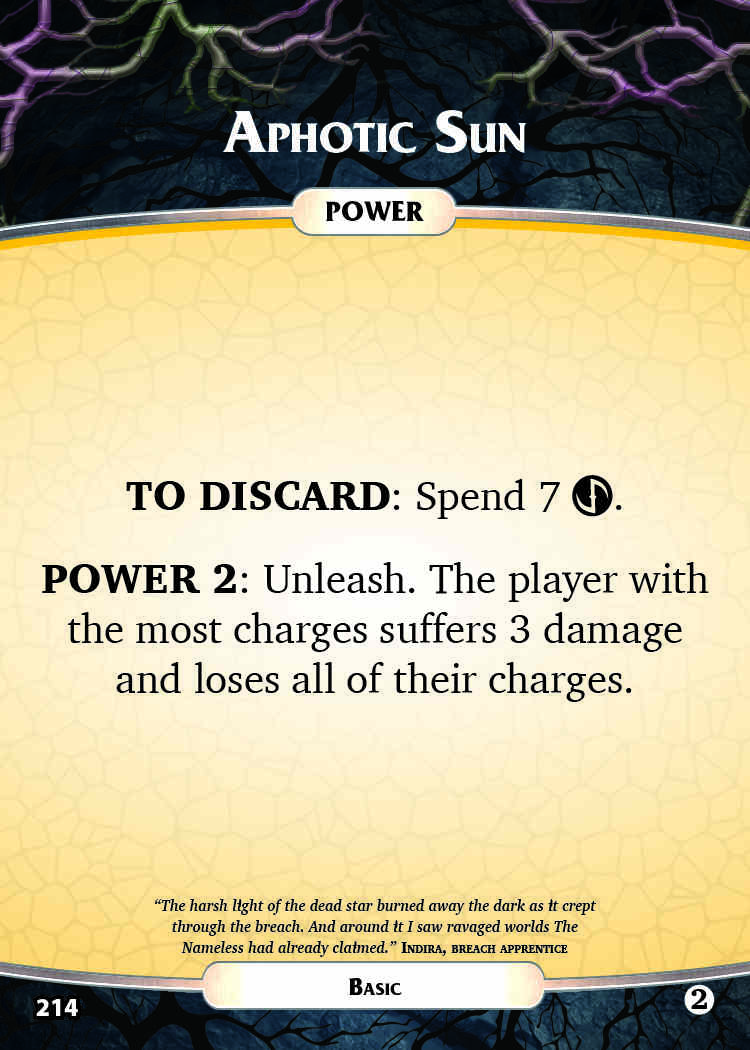 Aphotic Sun
POWER
TO DISCARD: Spend 7 .
POWER 2: Unleash. The player with
the most charges suffers 3 damage
and loses all of their charges.
“The harsh light of the dead star burned away the dark as it crept
through the breach. And around it I saw ravaged worlds The
Nameless had already claimed.” Indira, breach apprentice
Basic
214
2